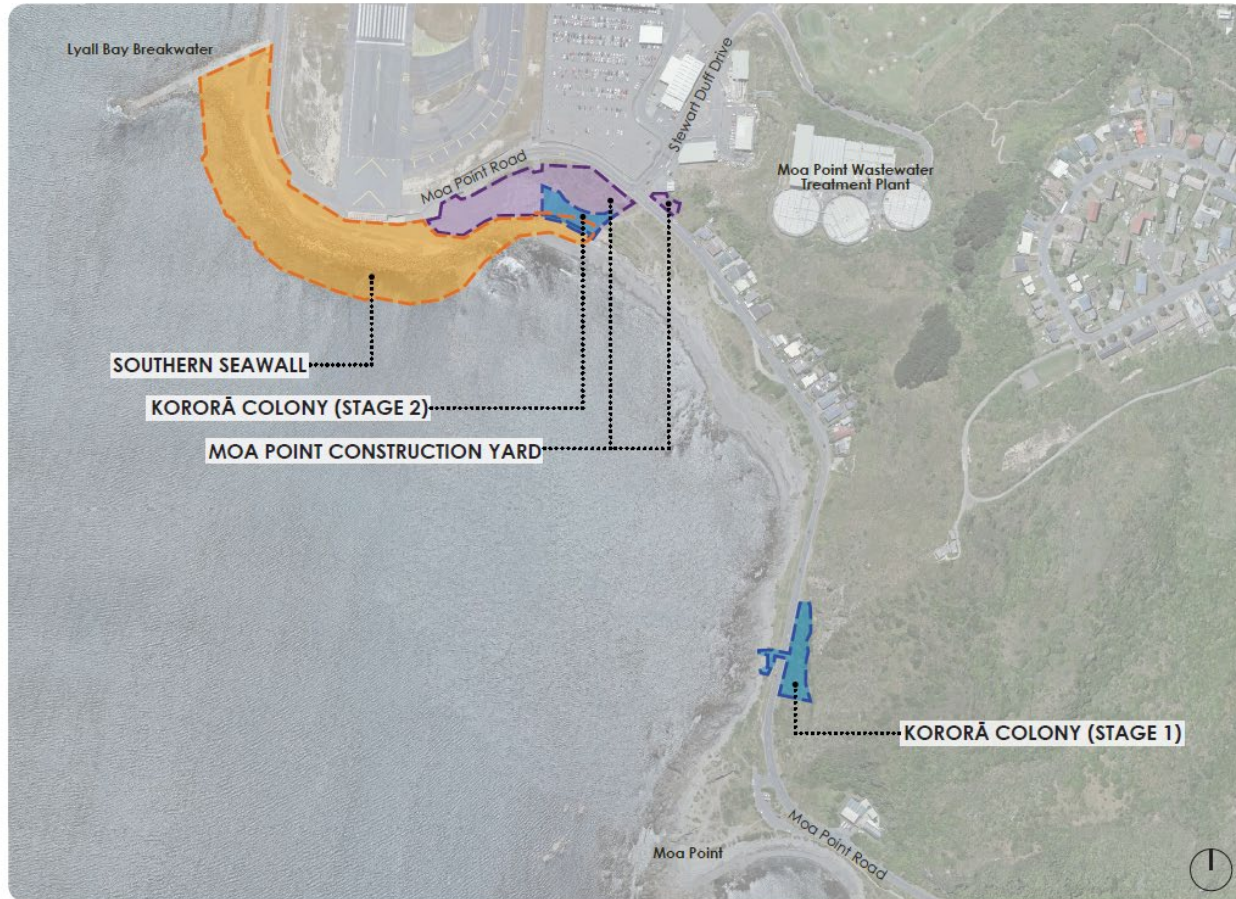 Lyall Bay Breakwater
Stewart Duff Drive
Moa Point Road
Moa Point Wastewater
Treatment Plant
SOUTHERN SEAWALL
KORORĀ COLONY (STAGE 2)
MOA POINT CONSTRUCTION YARD
KORORĀ COLONY (STAGE 1)
Moa Point Road
Moa Point